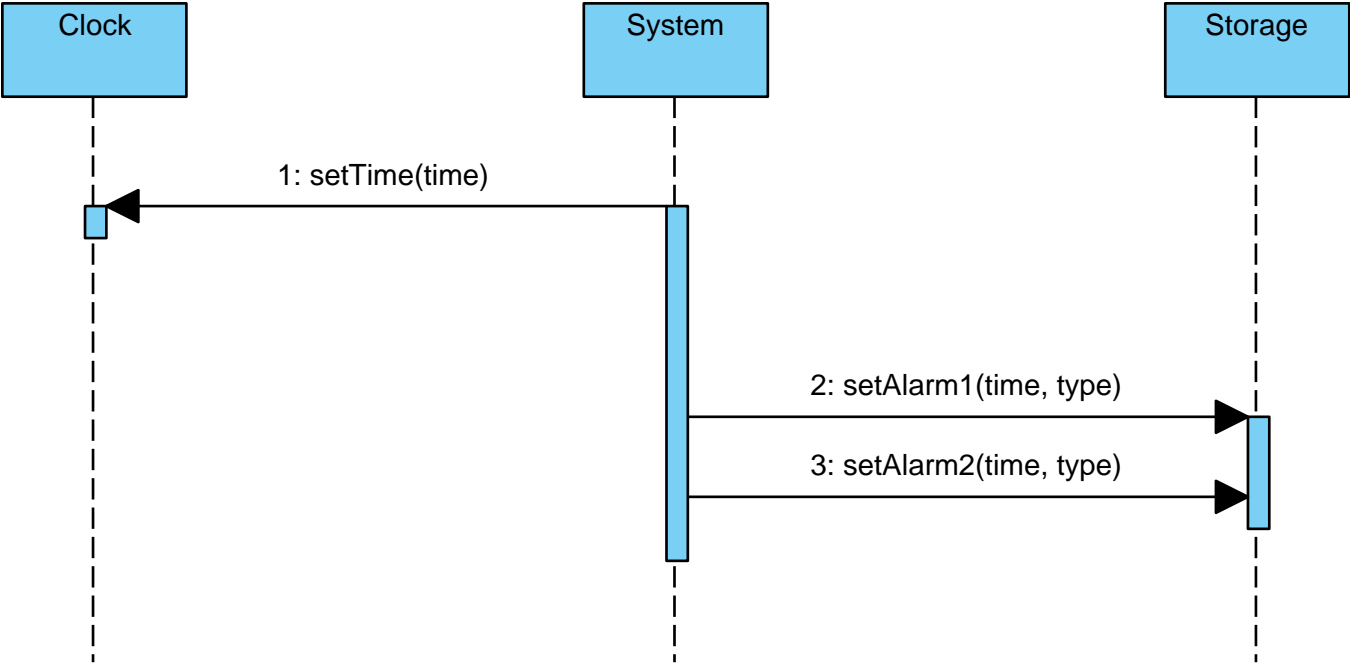 Clock
System
Storage
1: setTime(time)
2: setAlarm1(time, type)
3: setAlarm2(time, type)